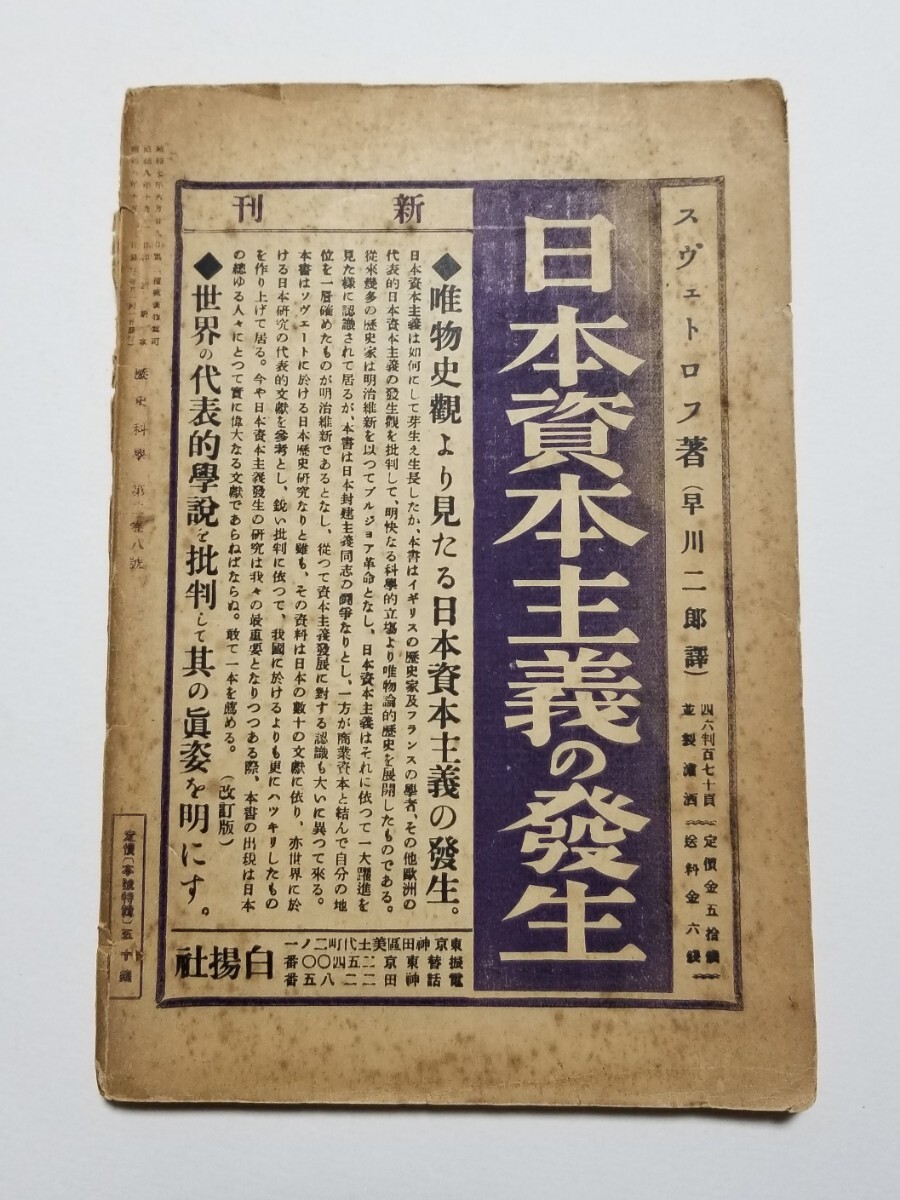 スヴェトロフ著(早川二郎譯)
四六判百七十頁
並製瀟洒
定價金五拾錢
送料金六錢
日本資本主義の發生
新刊
◆唯物史觀より見たる日本資本主義の發生。
日本資本主義は如何にして芽生え生長したか、本書はイギリスの歷史家及フランスの學者、その他歐洲の
代表的日本資本主義の發生觀を批判して、明快なる科學的立場より唯物論的歷史を展開したものである。
從來幾多の歷史家は明治維新を以つてブルジョア革命となし、日本資本主義はそれに依つて一大躍進を
見た樣に認識されて居るが、本書は日本封建主義同志の鬪爭なりとし、一方が商業資本と結んで自分の地
位を一層確めたものが明治維新であるとなし、從つて資本主義發展に對する認識も大いに異つて來る。
本書はソヴェートに於ける日本歷史研究なりと雖も、その資料は日本の數十の文獻に依り、亦世界に於
ける日本研究の代表的文獻を參考とし、銳い批判に依つて、我國に於けるよりも更にハツキリしたもの
を作り上げて居る。今や日本資本主義發生の研究は我々の最重要となりつつある際、本書の出現は日本
の總ゆる人々にとつて實に偉大なる文獻であらねばならぬ。敢て一本を薦める。(改訂版)
◆世界の代表的學說を批判して其の眞姿を明にす。
東京神田區美土代町二ノ一
振替東京二五四〇五番
電話神田二二二〇八番
白揚社
歷史科學
八號
定價(本號特輯)五十錢